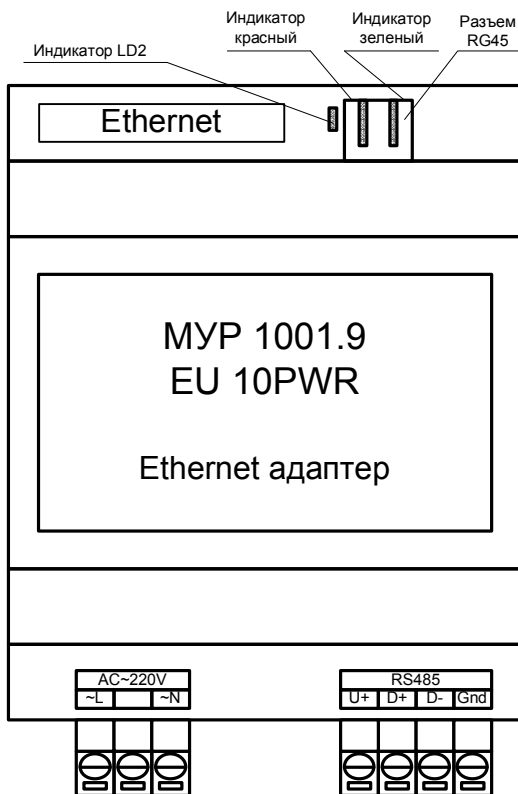 Индикатор красный
Индикатор зеленый
Разъем RG45
Индикатор LD2
Ethernet
МУР 1001.9
EU 10PWR
Ethernet адаптер
AC~220V
~L ~N
RS485
U+ D+ D- Gnd